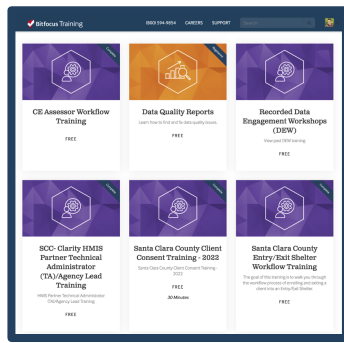 Bitfocus Training
(800) 594-9854 CAREERS SUPPORT Search
CE Assessor Workflow
Training
FREE
Data Quality Reports
Learn how to find and fix data quality issues
FREE
Recorded Data
Engagement Workshops
(DEW)
View past DEW training
FREE
SCC- Clarity HMIS
Partner Technical
Administrator
(TA)/Agency Lead
Training
HMIS Partner Technical Administrator
(TA)/Agency Lead Training
FREE
Santa Clara County Client
Consent Training - 2022
Santa Clara County Client Consent Training -
2022
FREE
30 Minutes
Santa Clara County
Entry/Exit Shelter
Workflow Training
The goal of this training is to walk you through
the workflow process of enrolling and exiting a
client into an Entry/Exit Shelter.
FREE